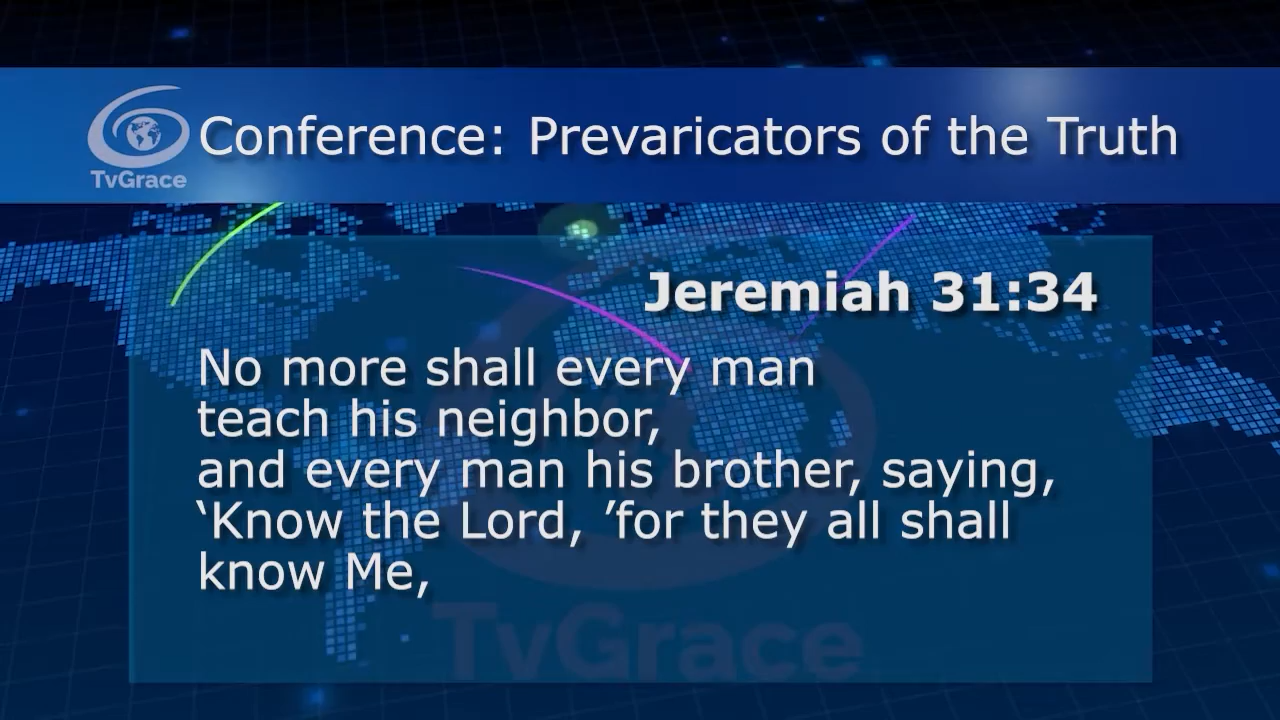 Conference: Prevaricators of the Truth
TvGrace
Jeremiah 31:34
No more shall every man
teach his neighbor,
and every man his brother, saying,
‘Know the Lord, ’for they all shall
know Me,
TvGrace